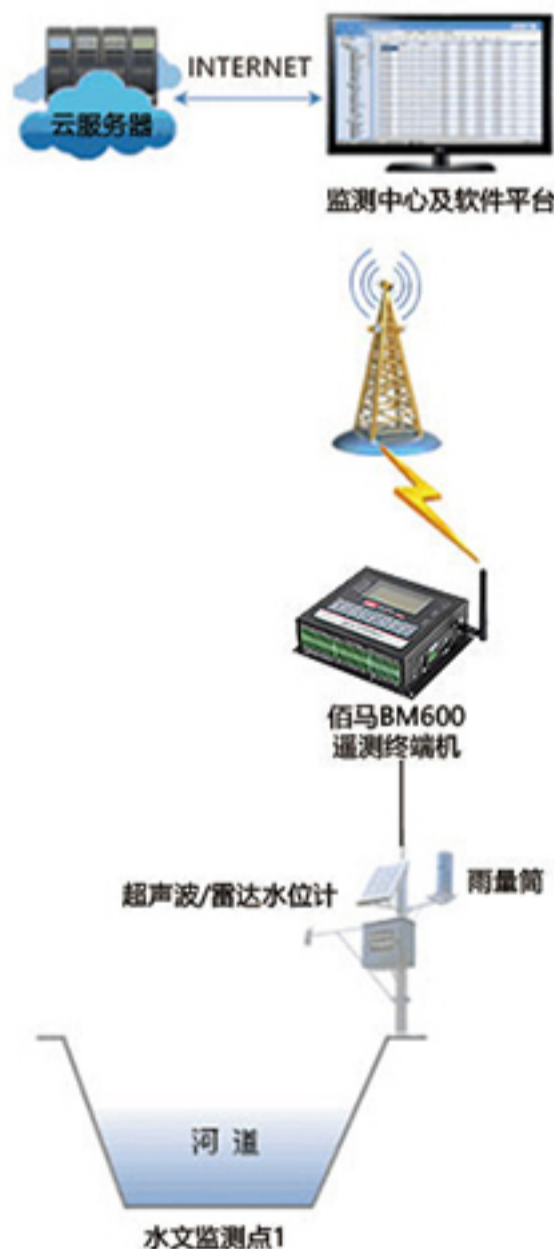 INTERNET
云服务器
监测中心及软件平台
佰马BM600
遥测终端机
超声波/雷达水位计
雨量筒
河道
水文监测点1